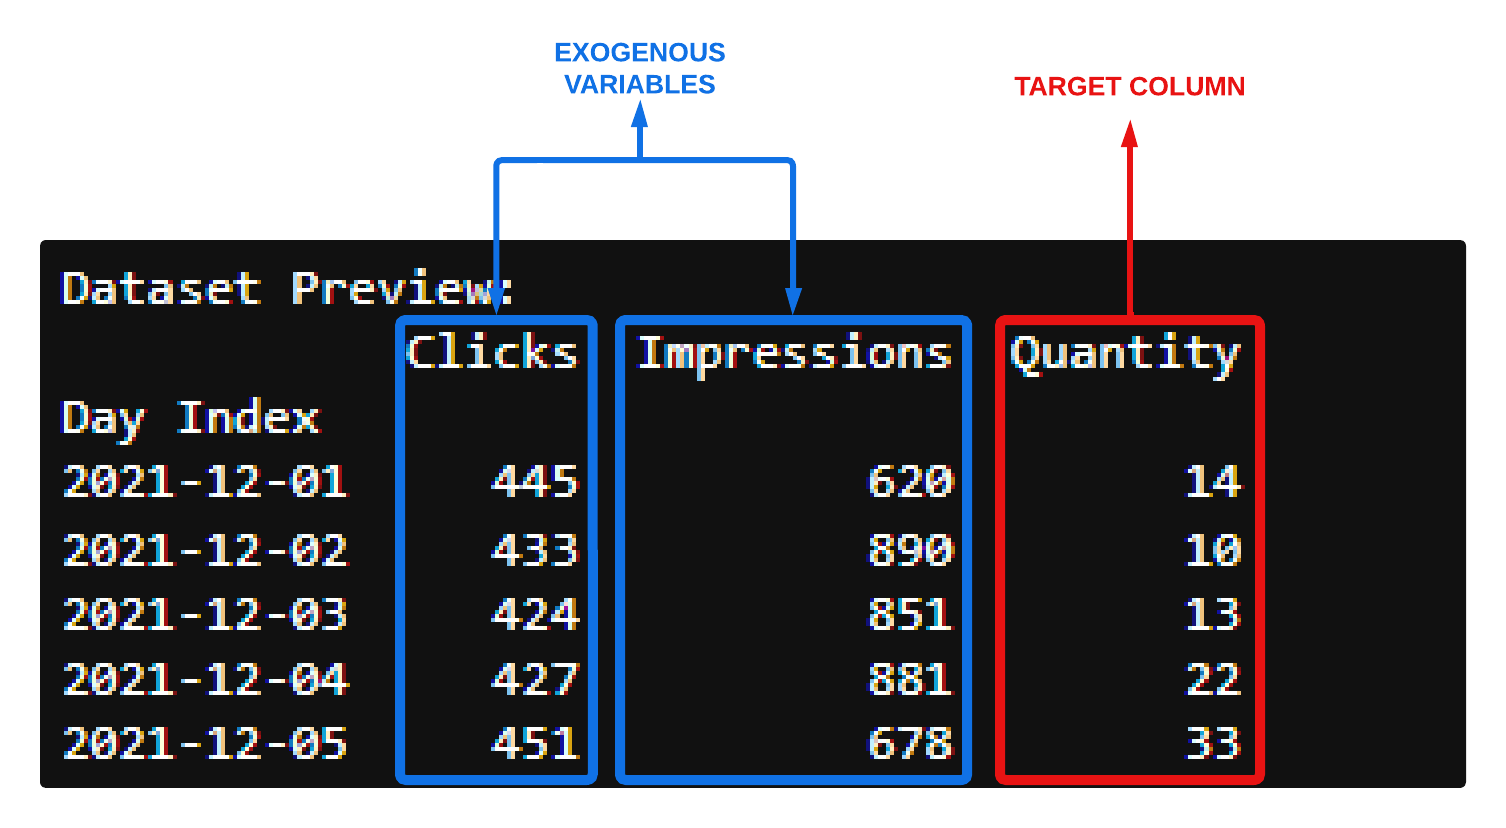 EXOGENOUS
VARIABLES
TARGET COLUMN
Dataset Preview:
Clicks Impressions Quantity
Day Index
2021-12-01 445 620 14
2021-12-02 433 890 10
2021-12-03 424 851 13
2021-12-04 427 881 22
2021-12-05 451 678 33